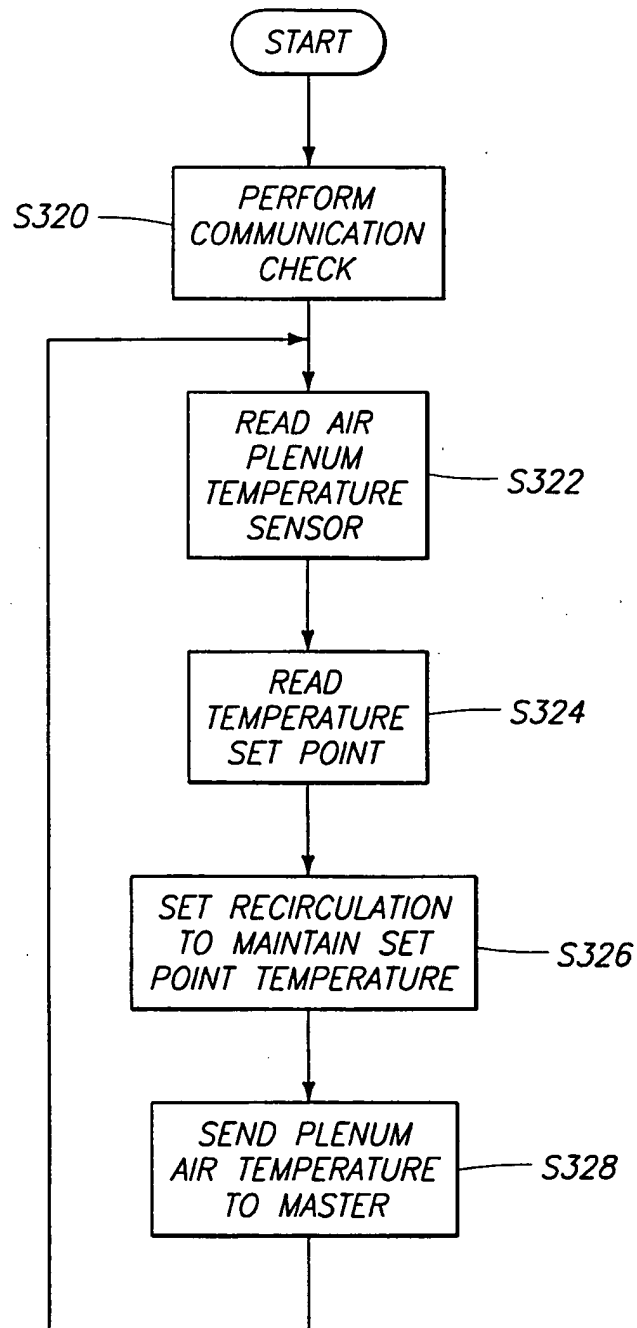 START
S320
PERFORM
COMMUNICATION
CHECK
READ AIR
PLENUM
TEMPERATURE
SENSOR
S322
READ
TEMPERATURE
SET POINT
S324
SET RECIRCULATION
TO MAINTAIN SET
POINT TEMPERATURE
S326
SEND PLENUM
AIR TEMPERATURE
TO MASTER
S328